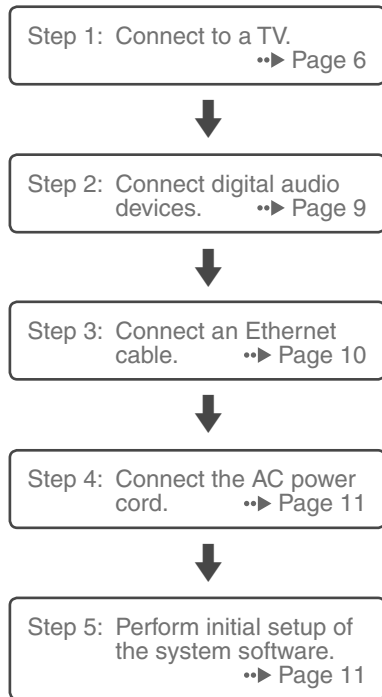 Step 1: Connect to a TV.
••▶ Page 6
Step 2: Connect digital audio
devices. ••▶ Page 9
Step 3: Connect an Ethernet
cable. ••▶ Page 10
Step 4: Connect the AC power
cord. ••▶ Page 11
Step 5: Perform initial setup of
the system software.
••▶ Page 11